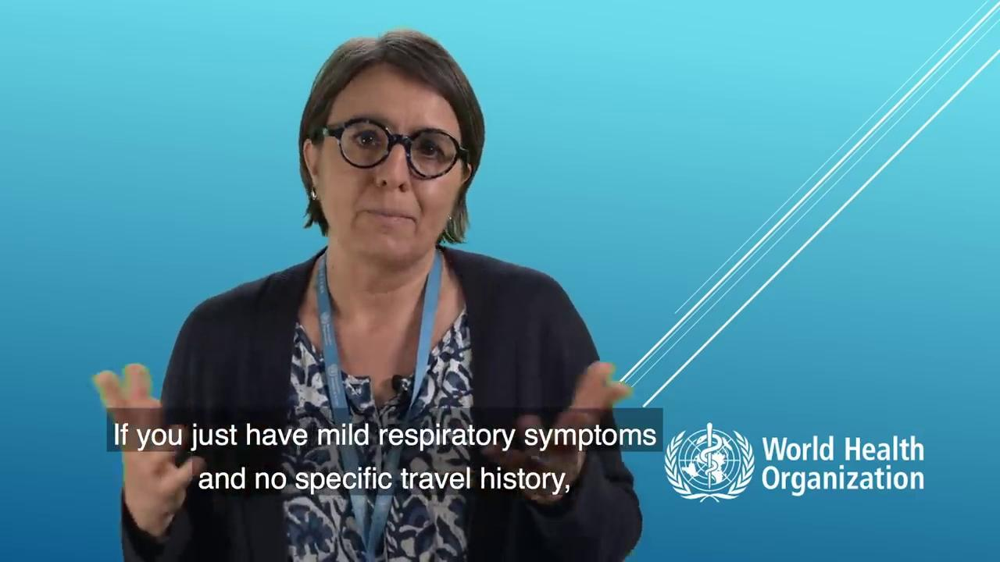 If you just have mild respiratory symptoms
and no specific travel history,
World Health
Organization